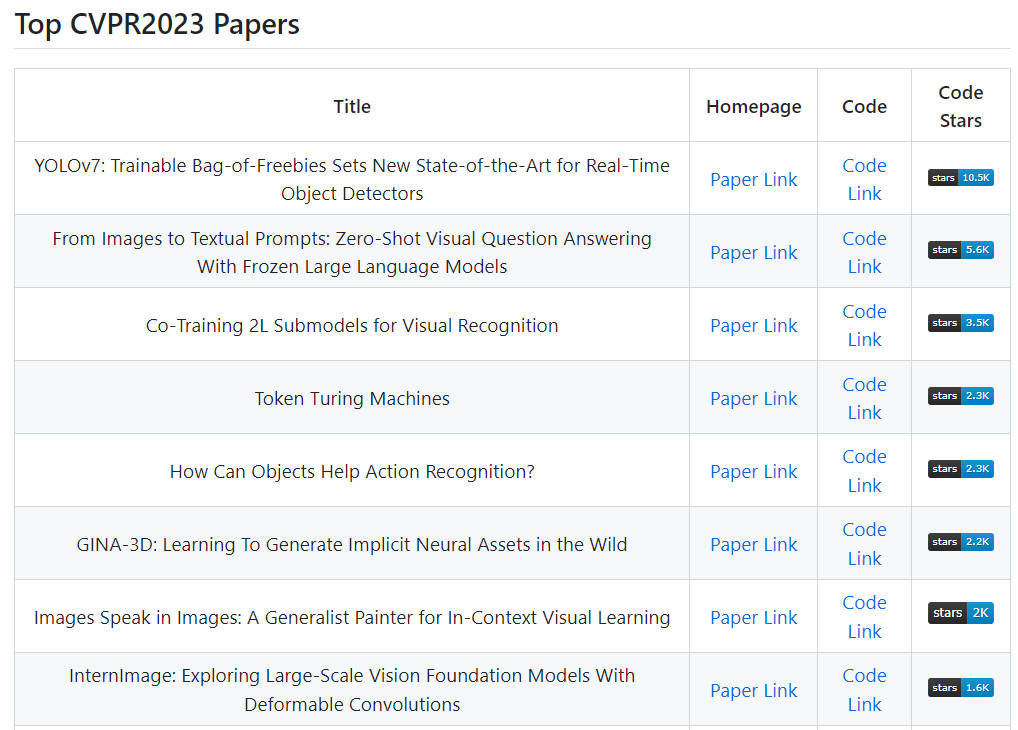 Top CVPR2023 Papers
Title
Homepage
Code
Code
Stars
YOLOv7: Trainable Bag-of-Freebies Sets New State-of-the-Art for Real-Time
Object Detectors
Paper Link
Code
Link
stars 10.5K
From Images to Textual Prompts: Zero-Shot Visual Question Answering
With Frozen Large Language Models
Paper Link
Code
Link
stars 5.6K
Co-Training 2L Submodels for Visual Recognition
Paper Link
Code
Link
stars 3.5K
Token Turing Machines
Paper Link
Code
Link
stars 2.3K
How Can Objects Help Action Recognition?
Paper Link
Code
Link
stars 2.3K
GINA-3D: Learning To Generate Implicit Neural Assets in the Wild
Paper Link
Code
Link
stars 2.2K
Images Speak in Images: A Generalist Painter for In-Context Visual Learning
Paper Link
Code
Link
stars 2K
InternImage: Exploring Large-Scale Vision Foundation Models With
Deformable Convolutions
Paper Link
Code
Link
stars 1.6K